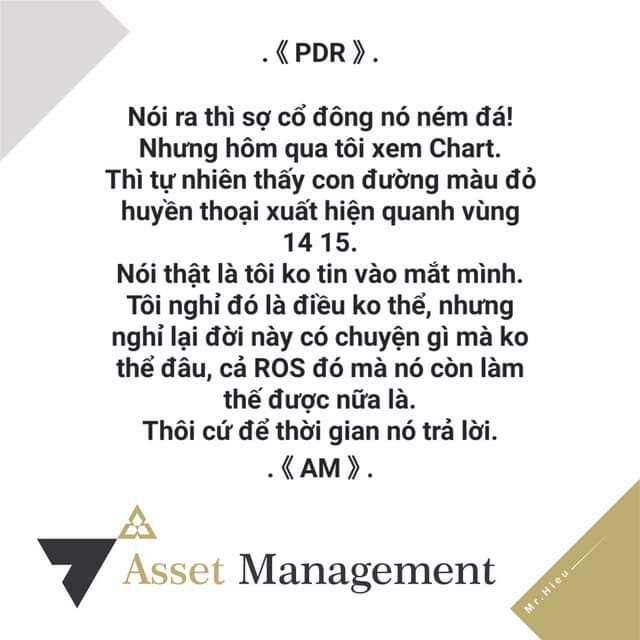 .《 PDR 》.
Nói ra thì sợ cổ đông nó ném đá!
Nhưng hôm qua tôi xem Chart.
Thì tự nhiên thấy con đường màu đỏ
huyền thoại xuất hiện quanh vùng
14 15.
Nói thật là tôi ko tin vào mắt mình.
Tôi nghỉ đó là điều ko thể, nhưng
nghỉ lại đời này có chuyện gì mà ko
thể đâu, cả ROS đó mà nó còn làm
thế được nữa là.
Thôi cứ để thời gian nó trả lời.
.《 AM 》.
Asset Management
Mr.Hieu